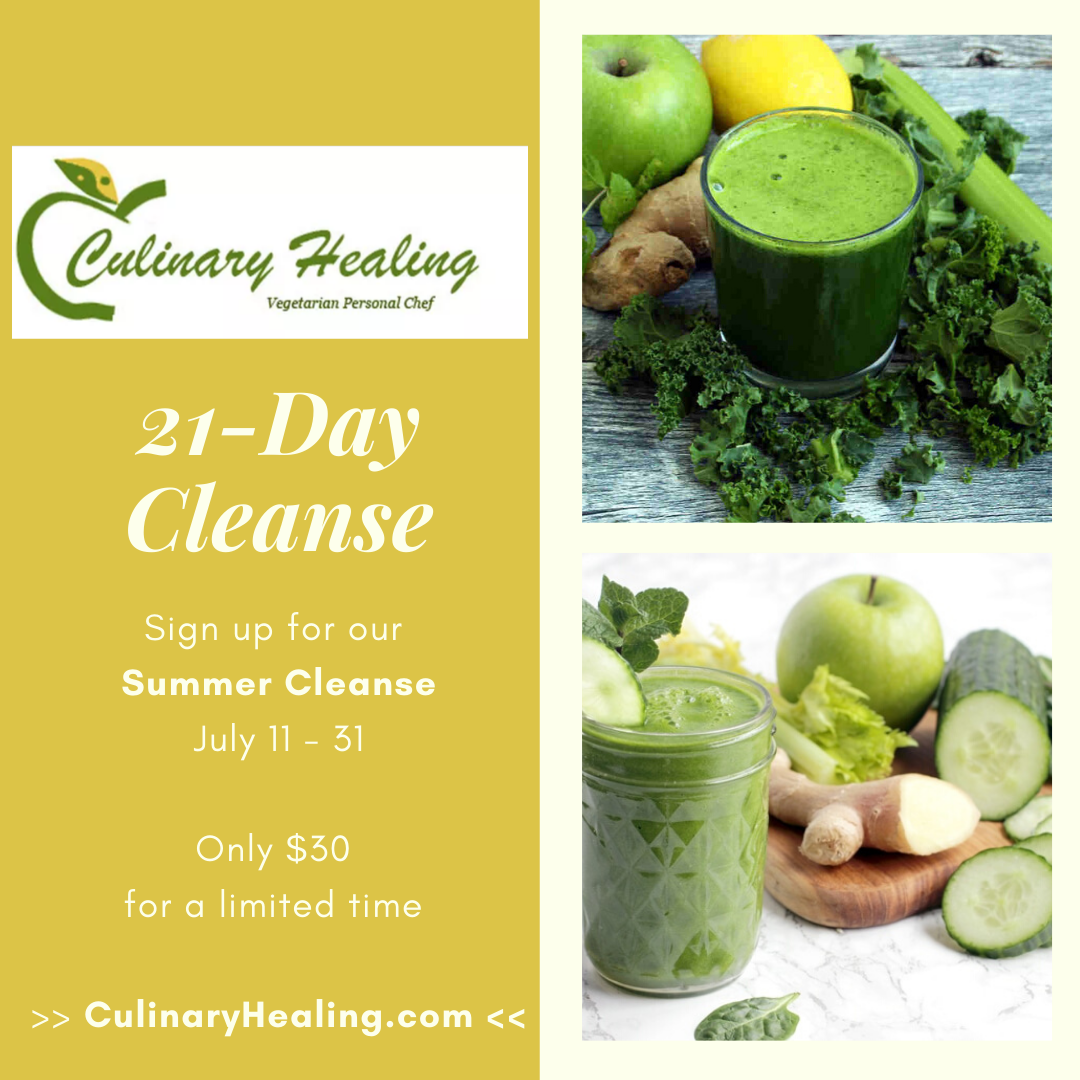 Culinary Healing
Vegetarian Personal Chef
21-Day
Cleanse
Sign up for our
Summer Cleanse
July 11 - 31
Only $30
for a limited time
>> CulinaryHealing.com <<